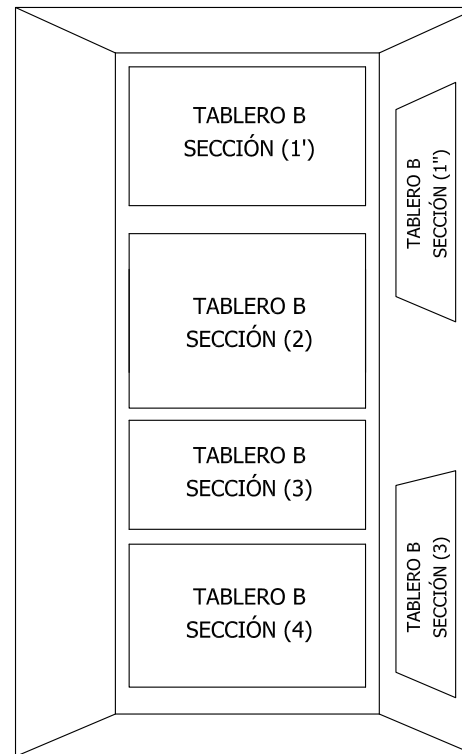 TABLERO B
SECCIÓN (1')
TABLERO B
SECCIÓN (2)
TABLERO B
SECCIÓN (3)
TABLERO B
SECCIÓN (4)
TABLERO B
SECCIÓN (1")
TABLERO B
SECCIÓN (3)